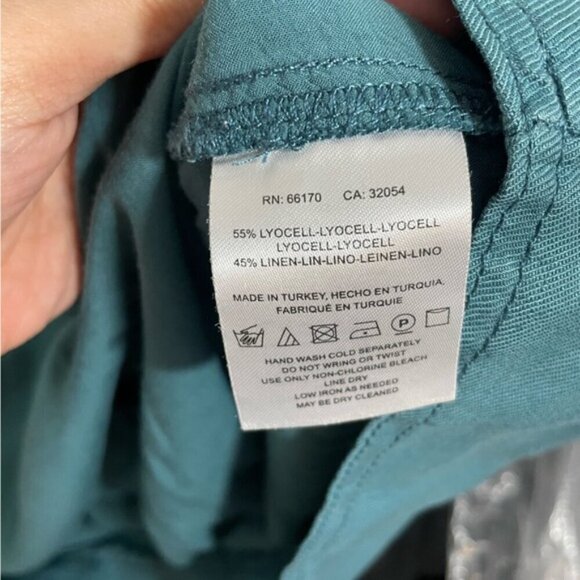 RN: 66170 CA: 32054
55% LYOCELL-LYOCELL-LYOCELL
LYOCELL-LYOCELL
45% LINEN-LIN-LINO-LEINEN-LINO
MADE IN TURKEY, HECHO EN TURQUIA,
FABRIQUÉ EN TURQUIE
P
HAND WASH COLD SEPARATELY
DO NOT WRING OR TWIST
USE ONLY NON-CHLORINE BLEACH
LINE DRY
LOW IRON AS NEEDED
MAY BE DRY CLEANED